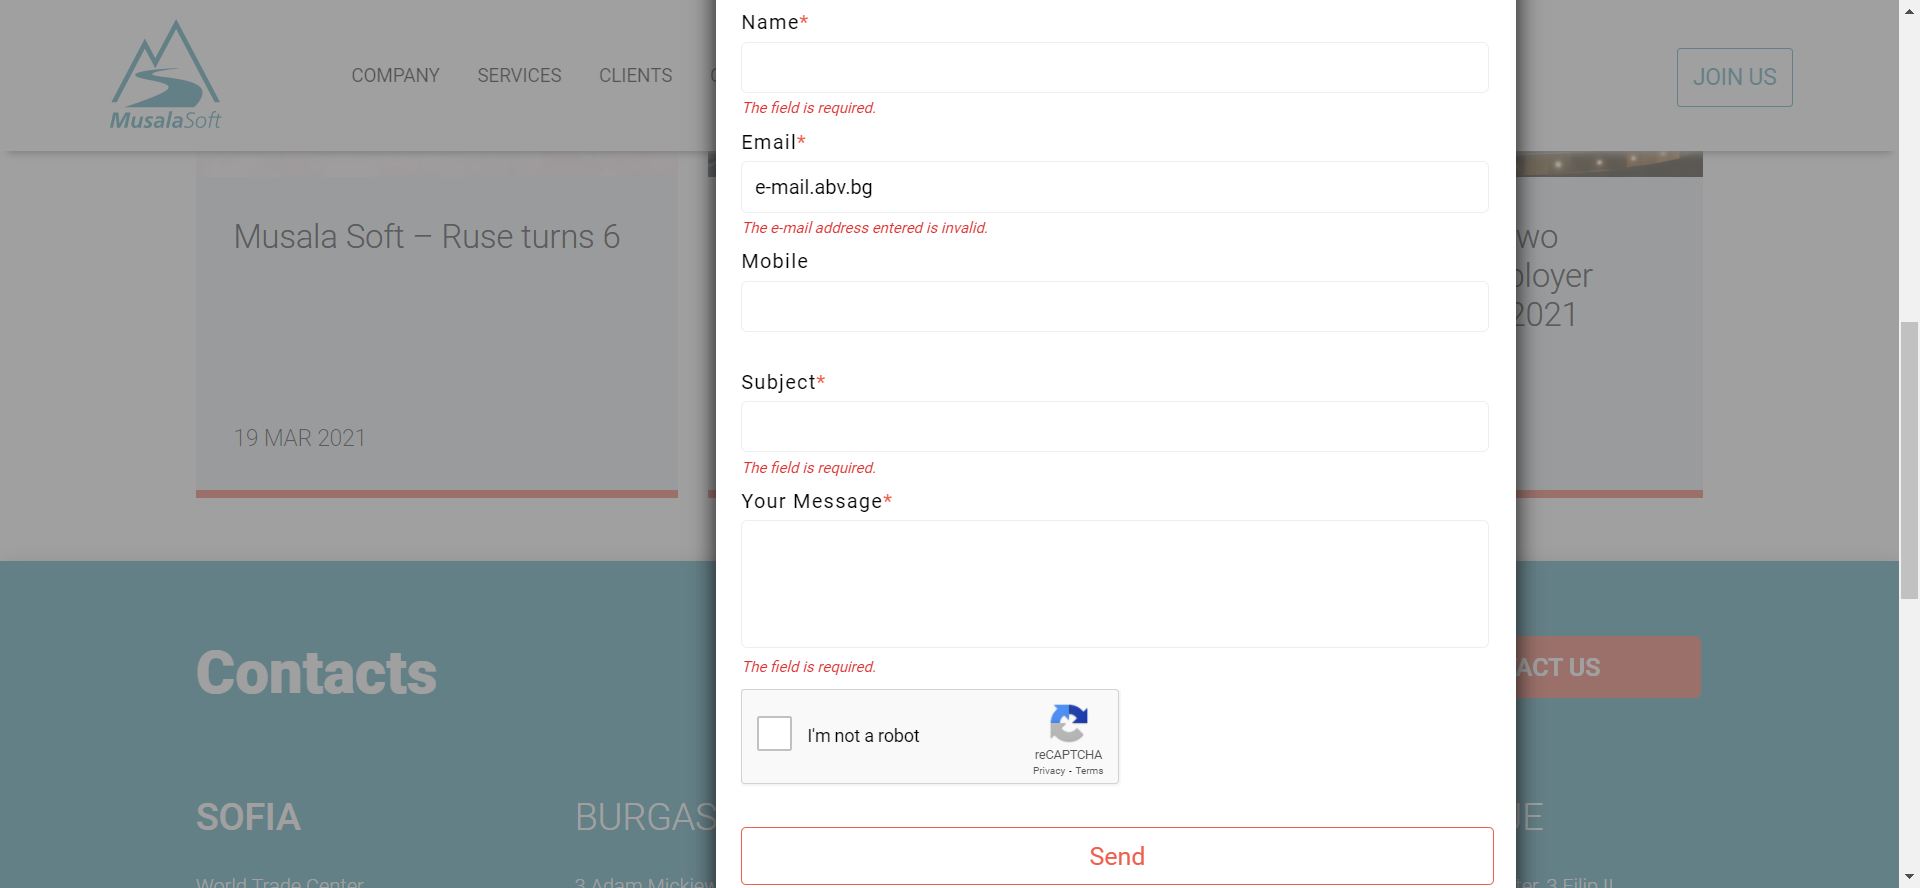 MusalaSoft
COMPANY SERVICES CLIENTS
JOIN US
Musala Soft – Ruse turns 6
19 MAR 2021
2021
Name*
The field is required.
Email*
e-mail.abv.bg
The e-mail address entered is invalid.
Mobile
Subject*
The field is required.
Your Message*
The field is required.
I'm not a robot
reCAPTCHA
Privacy - Terms
Send
Contacts
ACT US
SOFIA
BURGAS
World Trade Center
3 Adam Mickiew
3 Filip II